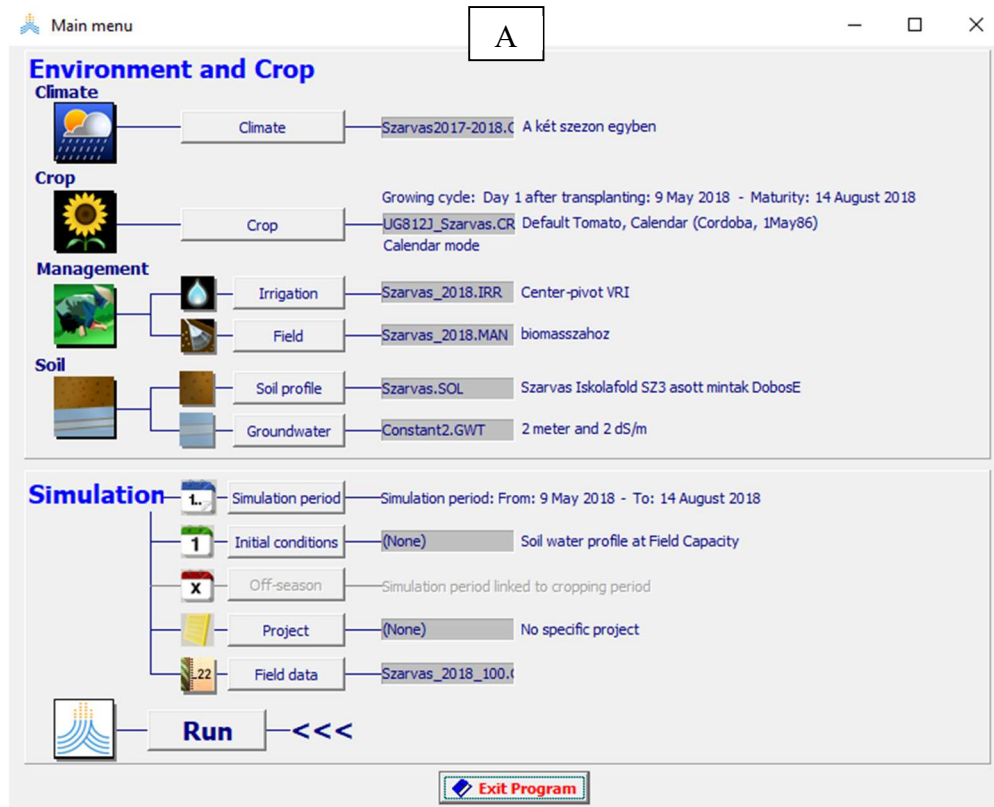 Main menu
A
Environment and Crop
Climate
Climate Szarvas2017-2018.C A két szezon egyben
Crop
Growing cycle: Day 1 after transplanting: 9 May 2018 - Maturity: 14 August 2018
Crop UG812J_Szarvas.CR Default Tomato, Calendar (Cordoba, 1May86)
Calendar mode
Management
Irrigation Szarvas_2018.IRR Center-pivot VRI
Field Szarvas_2018.MAN biomasszahoz
Soil
Soil profile Szarvas.SOL Szarvas Iskolafold SZ3 asott mintak DobosE
Groundwater Constant2.GWT 2 meter and 2 dS/m
Simulation 1.. Simulation period Simulation period: From: 9 May 2018 - To: 14 August 2018
1 Initial conditions (None) Soil water profile at Field Capacity
X Off-season Simulation period linked to cropping period
Project (None) No specific project
.22 Field data Szarvas_2018_100.
Run <<<
Exit Program